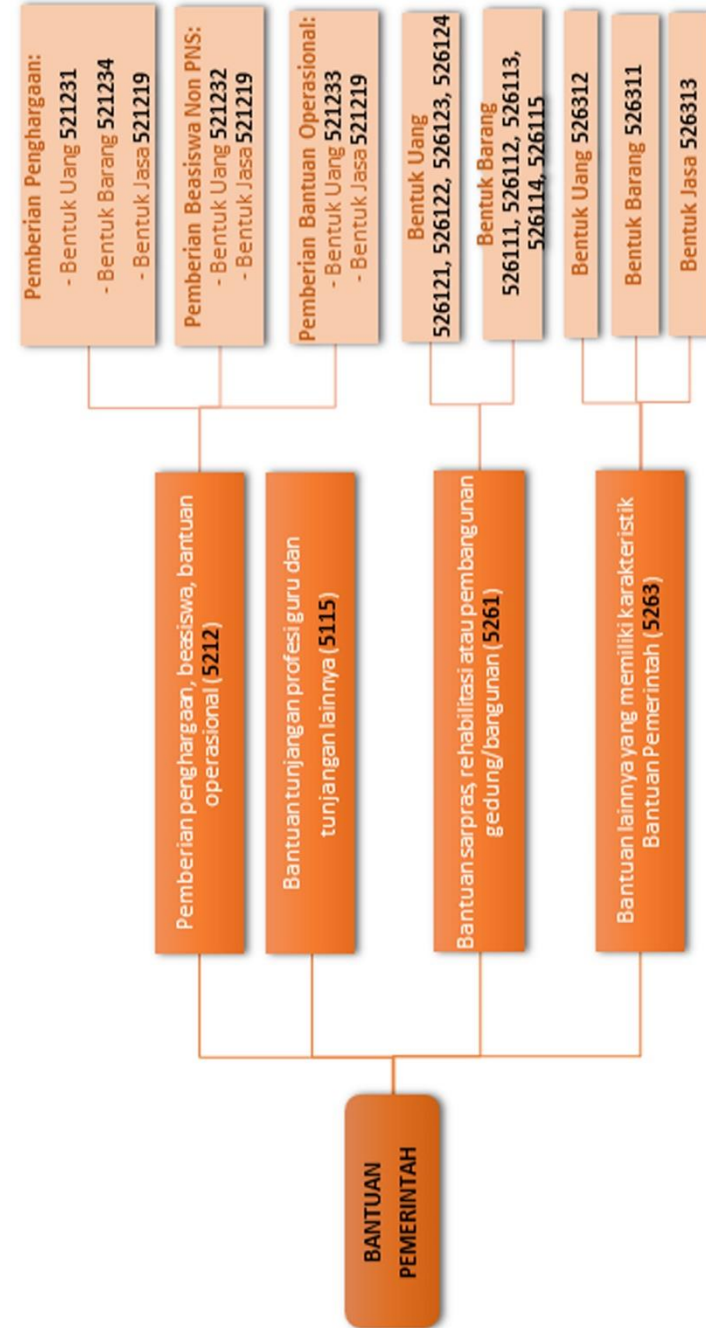 BANTUAN
PEMERINTAH
Pemberian penghargaan, beasiswa, bantuan
operasional (5212)
Bantuan tunjangan profesi guru dan
tunjangan lainnya (5115)
Bantuan sarpras, rehabilitasi atau pembangunan
gedung/bangunan (5261)
Bantuan lainnya yang memiliki karakteristik
Bantuan Pemerintah (5263)
Pemberian Penghargaan:
- Bentuk Uang 521231
- Bentuk Barang 521234
- Bentuk Jasa 521219
Pemberian Beasiswa Non PNS:
- Bentuk Uang 521232
- Bentuk Jasa 521219
Pemberian Bantuan Operasional:
- Bentuk Uang 521233
- Bentuk Jasa 521219
Bentuk Uang
526121, 526122, 526123, 526124
Bentuk Barang
526111, 526112, 526113,
526114, 526115
Bentuk Uang 526312
Bentuk Barang 526311
Bentuk Jasa 526313